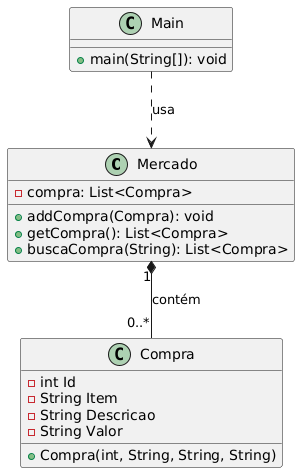 C Main
main(String[]): void
usa
C Mercado
compra: List<Compra>
addCompra(Compra): void
getCompra(): List<Compra>
buscaCompra(String): List<Compra>
1
contém
0..*
C Compra
int Id
String Item
String Descricao
String Valor
Compra(int, String, String, String)